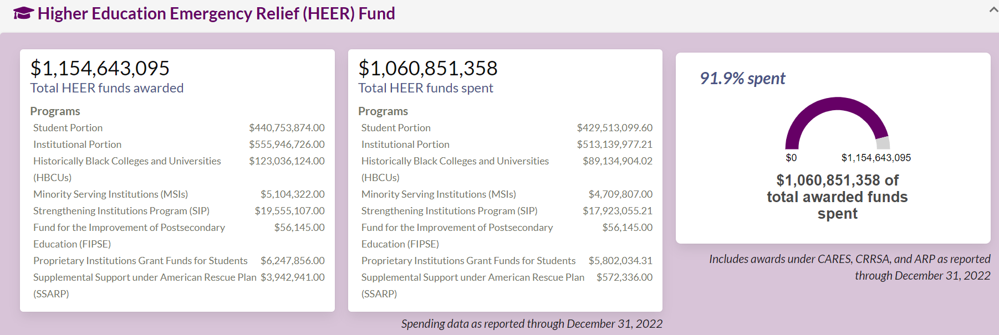 Higher Education Emergency Relief (HEER) Fund
$1,154,643,095
Total HEER funds awarded
Programs
Student Portion $440,753,874.00
Institutional Portion $555,946,726.00
Historically Black Colleges and Universities $123,036,124.00
(HBCUs)
Minority Serving Institutions (MSIs) $5,104,322.00
Strengthening Institutions Program (SIP) $19,555,107.00
Fund for the Improvement of Postsecondary $56,145.00
Education (FIPSE)
Proprietary Institutions Grant Funds for Students $6,247,856.00
Supplemental Support under American Rescue Plan $3,942,941.00
(SSARP)
$1,060,851,358
Total HEER funds spent
Programs
Student Portion $429,513,099.60
Institutional Portion $513,139,977.21
Historically Black Colleges and Universities $89,134,904.02
(HBCUs)
Minority Serving Institutions (MSIs) $4,709,807.00
Strengthening Institutions Program (SIP) $17,923,055.21
Fund for the Improvement of Postsecondary $56,145.00
Education (FIPSE)
Proprietary Institutions Grant Funds for Students $5,802,034.31
Supplemental Support under American Rescue Plan $572,336.00
(SSARP)
Spending data as reported through December 31, 2022
91.9% spent
$0 $1,154,643,095
$1,060,851,358 of
total awarded funds
spent
Includes awards under CARES, CRRSA, and ARP as reported
through December 31, 2022